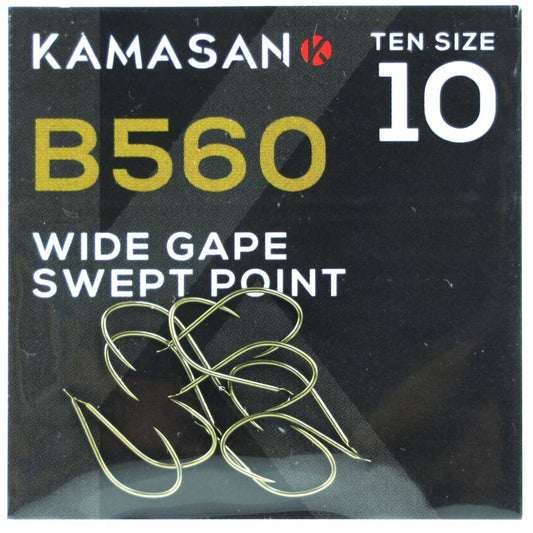 KAMASAN
TEN SIZE
10
B560
WIDE GAPE
SWEPT POINT